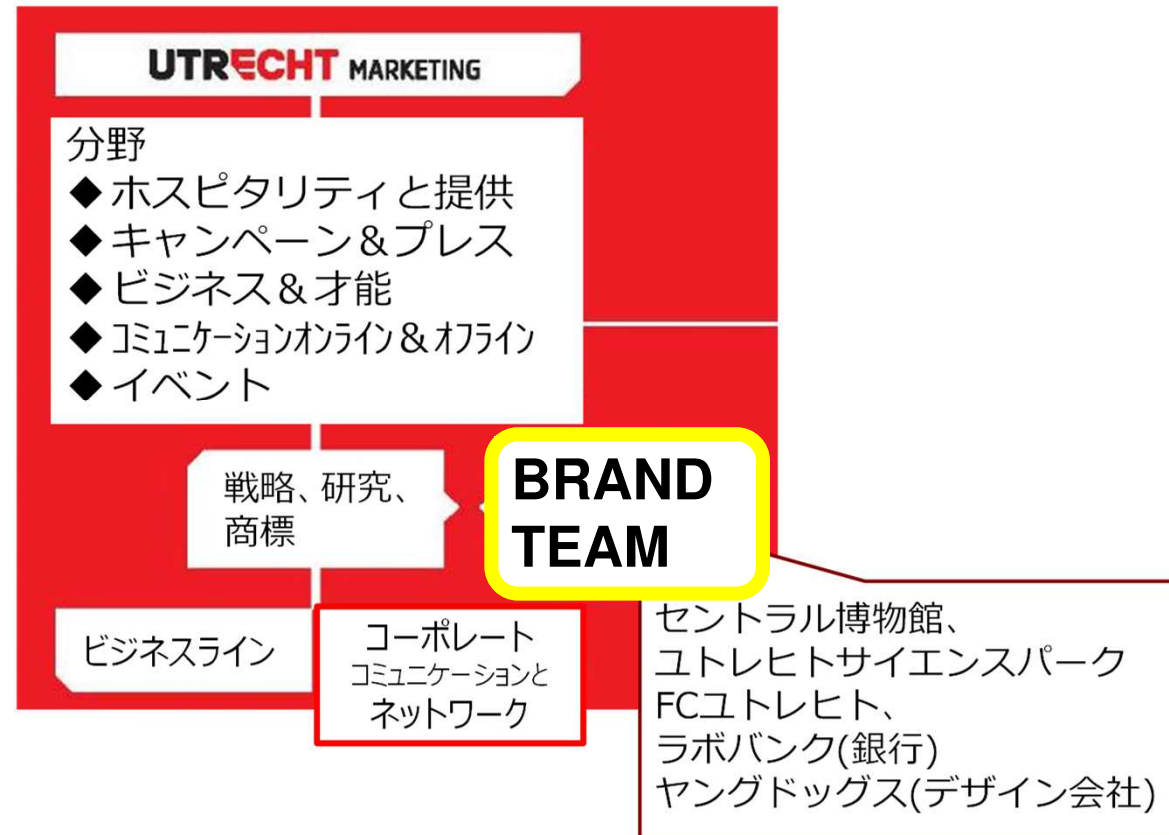 UTRECHT MARKETING
分野
◆ホスピタリティと提供
◆キャンペーン&プレス
◆ビジネス&才能
◆コミュニケーションオンライン&オフライン
◆イベント
戦略、研究、
商標
BRAND
TEAM
ビジネスライン
コーポレート
コミュニケーションと
ネットワーク
セントラル博物館、
ユトレヒトサイエンスパーク
FCユトレヒト、
ラボバンク(銀行)
ヤングドッグス(デザイン会社)